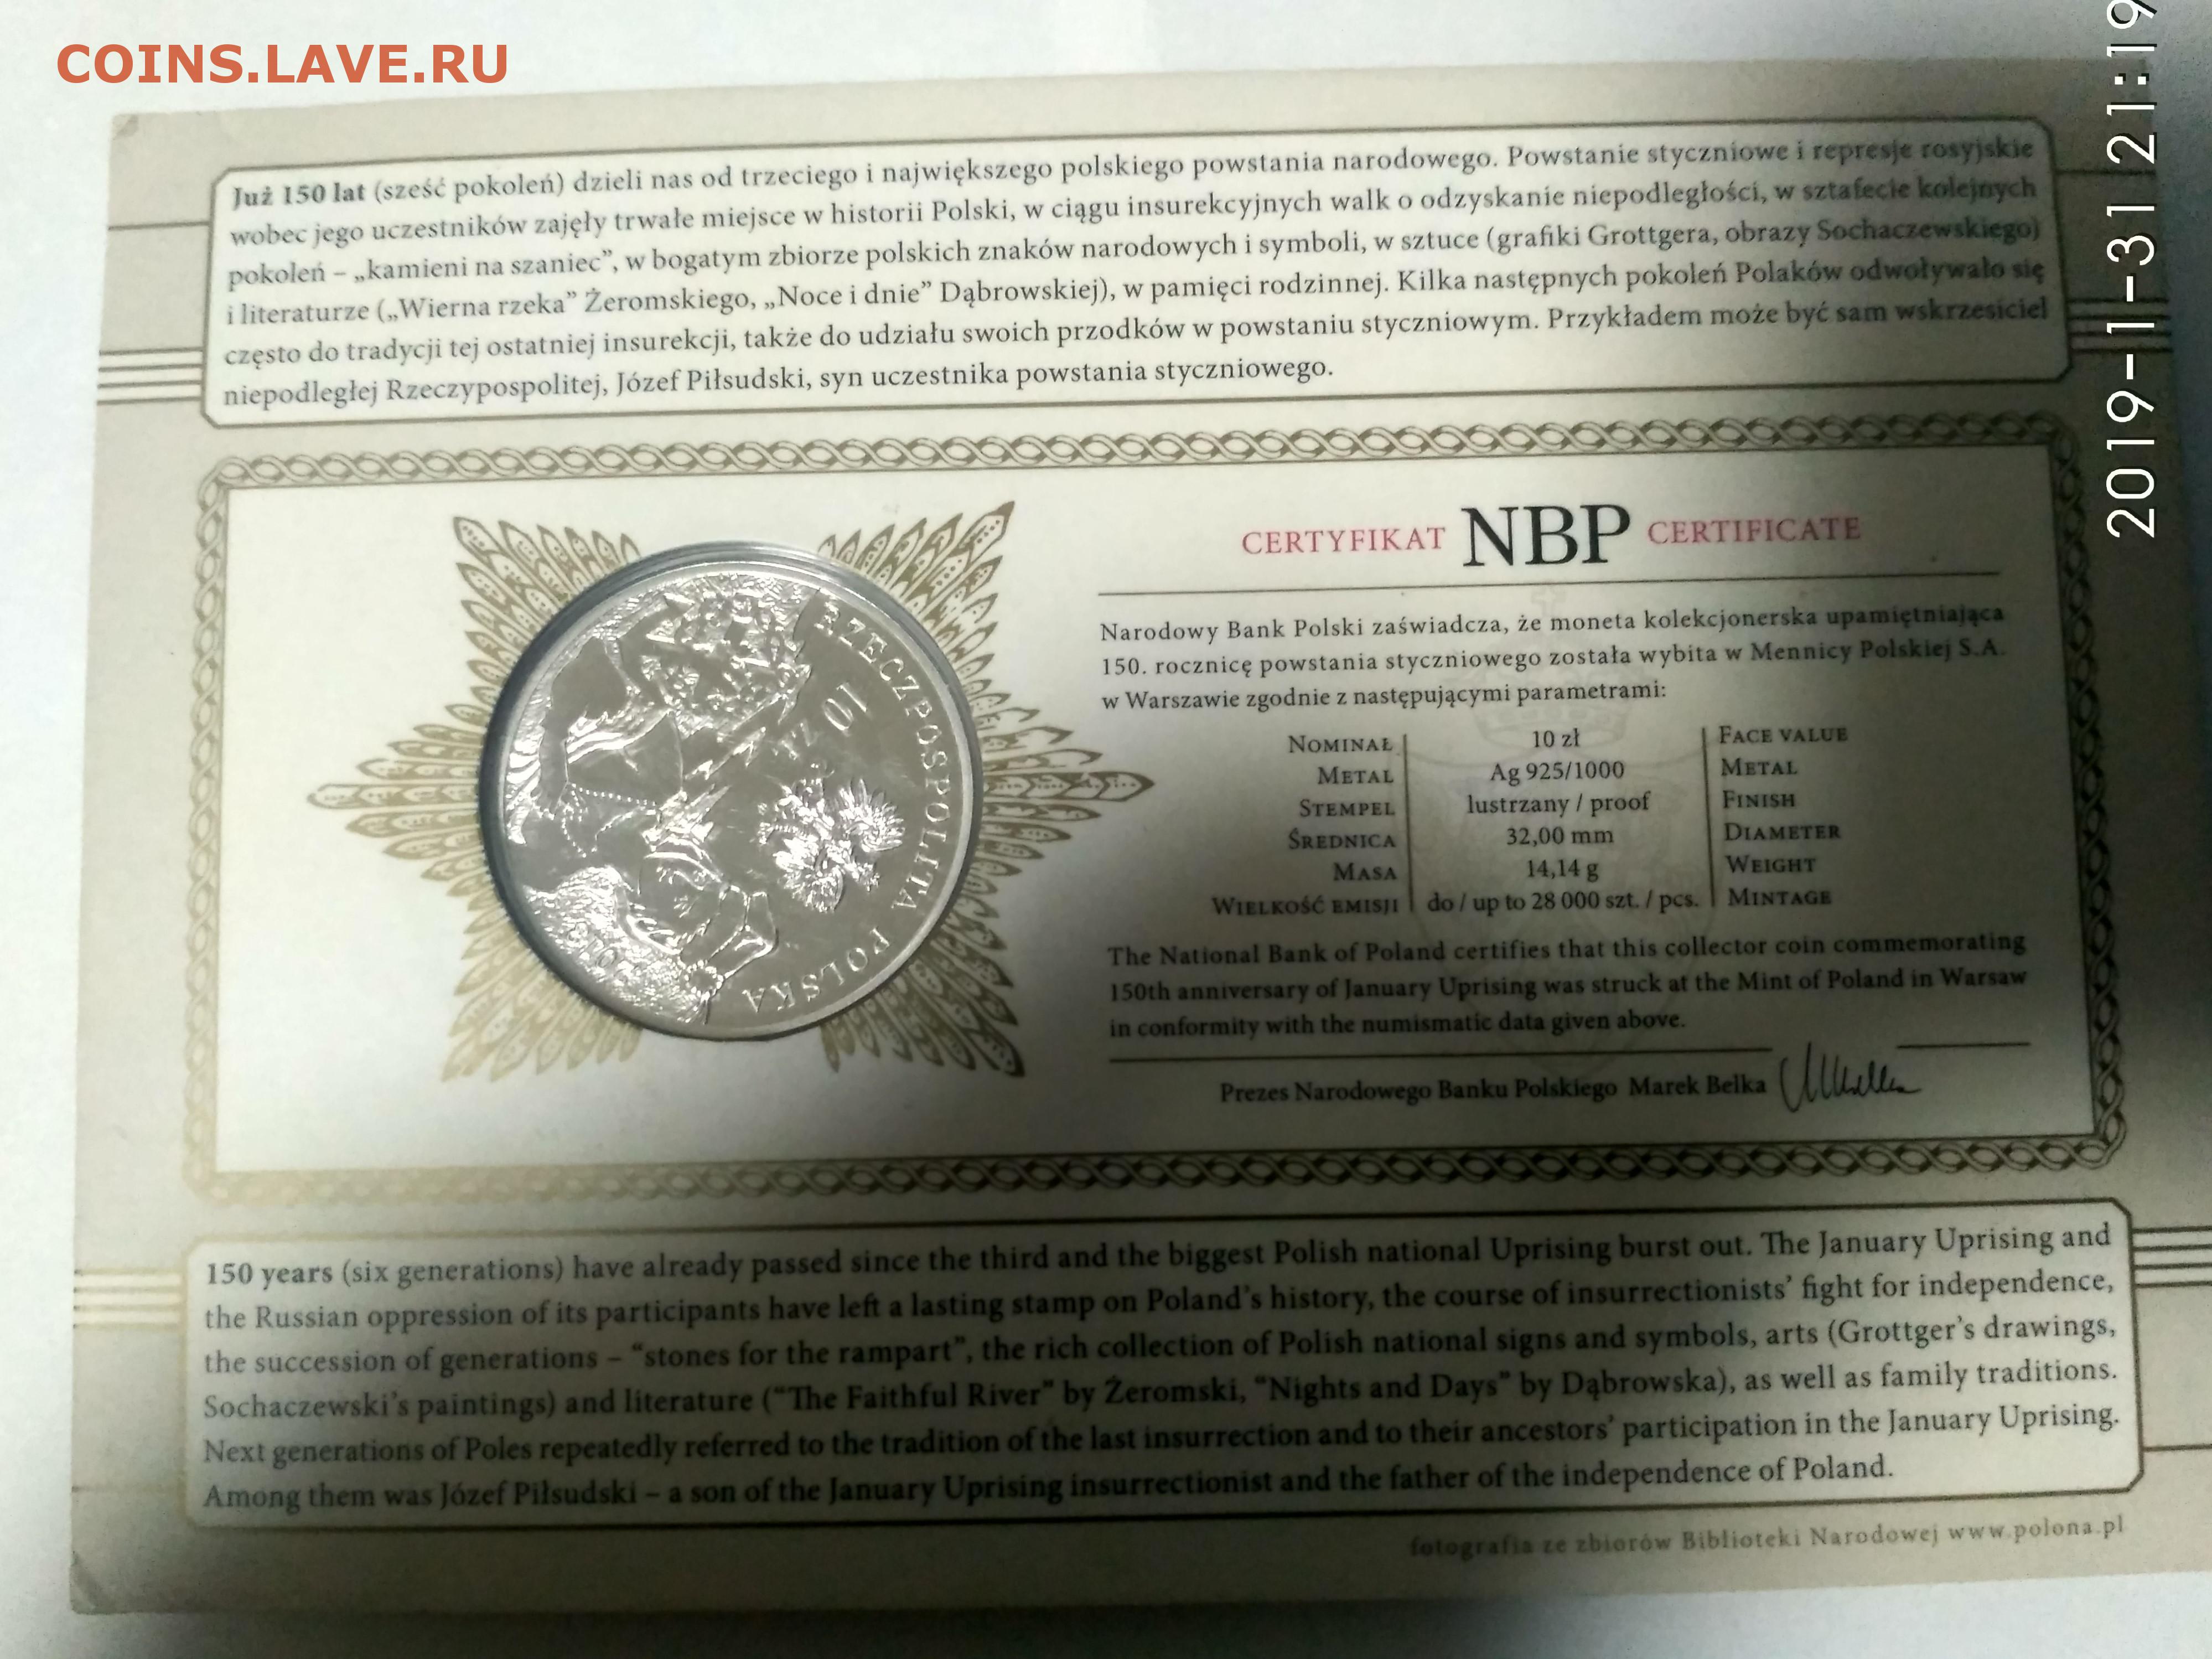 COINS.LAVE.RU
2019-1-31 21:19
Już 150 lat (sześć pokoleń) dzieli nas od trzeciego i największego polskiego powstania narodowego. Powstanie styczniowe i represje rosyjskie
wobec jego uczestników zajęły trwałe miejsce w historii Polski, w ciągu insurekcyjnych walk o odzyskanie niepodległości, w sztafecie kolejnych
pokoleń – „kamieni na szaniec”, w bogatym zbiorze polskich znaków narodowych i symboli, w sztuce (grafiki Grottgera, obrazy Sochaczewskiego)
i literaturze („Wierna rzeka” Żeromskiego, „Noce i dnie” Dąbrowskiej), w pamięci rodzinnej. Kilka następnych pokoleń Polaków odwoływało się
często do tradycji tej ostatniej insurekcji, także do udziału swoich przodków w powstaniu styczniowym. Przykładem może być sam wskrzesiciel
niepodległej Rzeczypospolitej, Józef Piłsudski, syn uczestnika powstania styczniowego.
RZECZPOSPOLITA POLSKA
10 ZŁ
CERTYFIKAT NBP CERTIFICATE
Narodowy Bank Polski zaświadcza, że moneta kolekcjonerska upamiętniająca
150. rocznicę powstania styczniowego została wybita w Mennicy Polskiej S.A.
w Warszawie zgodnie z następującymi parametrami:
NOMINAŁ 10 zł FACE VALUE
METAL Ag 925/1000 METAL
STEMPEL lustrzany / proof FINISH
ŚREDNICA 32,00 mm DIAMETER
MASA 14,14 g WEIGHT
WIELKOŚĆ EMISJI do / up to 28 000 szt. / pcs. MINTAGE
The National Bank of Poland certifies that this collector coin commemorating
150th anniversary of January Uprising was struck at the Mint of Poland in Warsaw
in conformity with the numismatic data given above.
Prezes Narodowego Banku Polskiego Marek Belka
150 years (six generations) have already passed since the third and the biggest Polish national Uprising burst out. The January Uprising and
the Russian oppression of its participants have left a lasting stamp on Poland’s history, the course of insurrectionists’ fight for independence,
the succession of generations – “stones for the rampart”, the rich collection of Polish national signs and symbols, arts (Grottger’s drawings,
Sochaczewski’s paintings) and literature (“The Faithful River” by Żeromski, “Nights and Days” by Dąbrowska), as well as family traditions.
Next generations of Poles repeatedly referred to the tradition of the last insurrection and to their ancestors’ participation in the January Uprising.
Among them was Józef Piłsudski – a son of the January Uprising insurrectionist and the father of the independence of Poland.
fotografia ze zbiorów Biblioteki Narodowej www.polona.pl